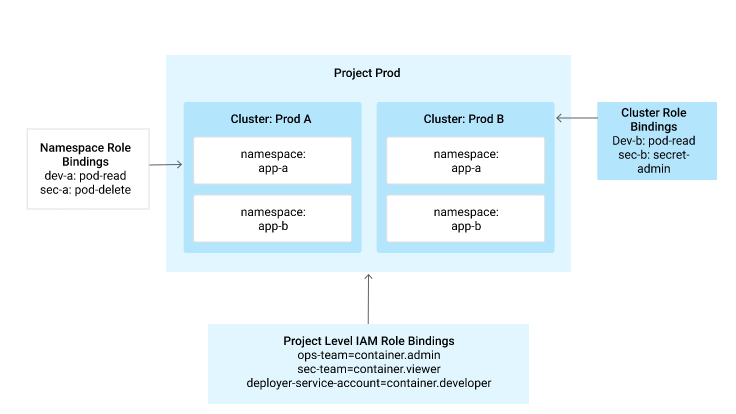 Project Prod
Cluster: Prod A
namespace:
app-a
namespace:
app-b
Cluster: Prod B
namespace:
app-a
namespace:
app-b
Namespace Role
Bindings
dev-a: pod-read
sec-a: pod-delete
Cluster Role
Bindings
Dev-b: pod-read
sec-b: secret-
admin
Project Level IAM Role Bindings
ops-team=container.admin
sec-team=container.viewer
deployer-service-account=container.developer